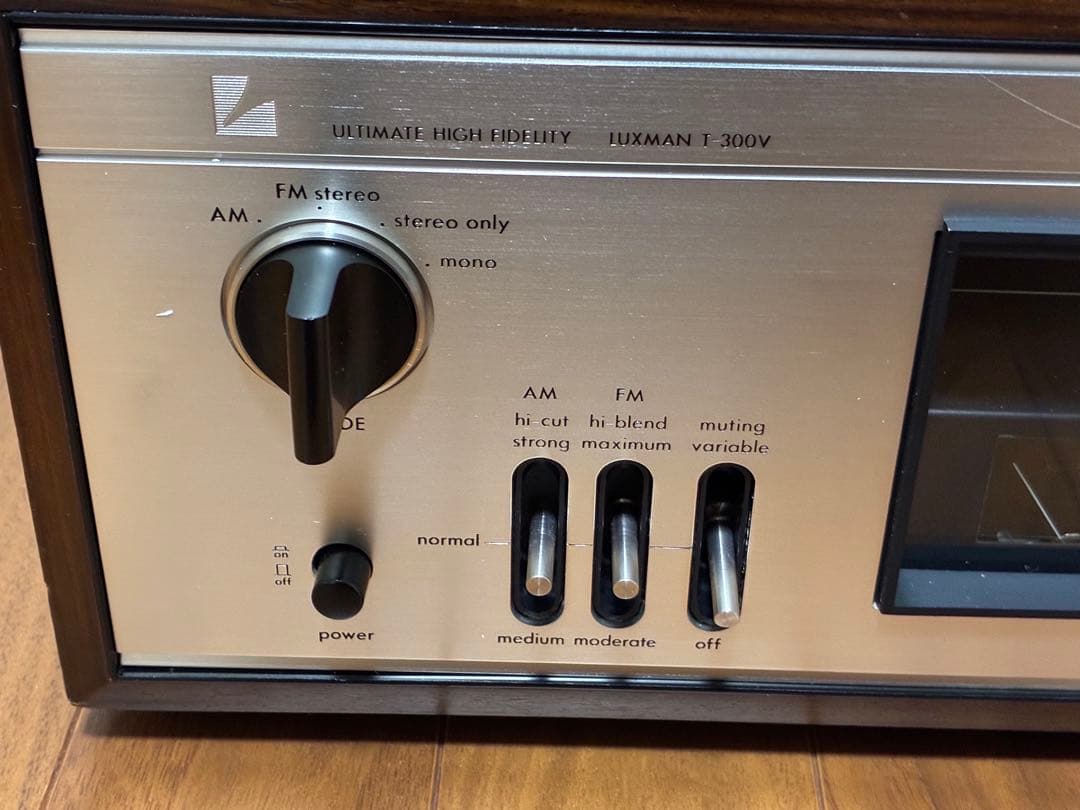 ULTIMATE HIGH FIDELITY LUXMAN T-300V
FM stereo
AM .
. stereo only
. mono
DE
AM FM
hi-cut hi-blend muting
strong maximum variable
normal
on
off
power
medium moderate off